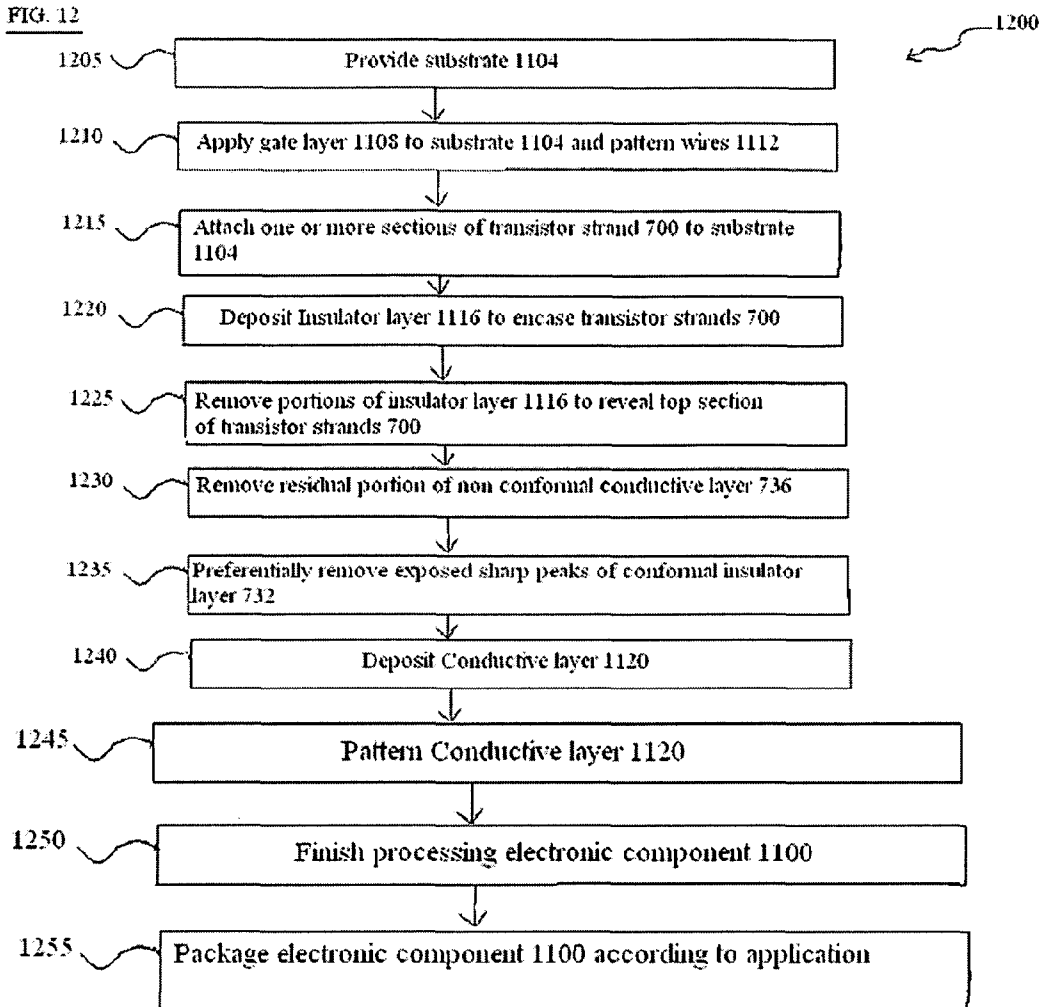 FIG. 12
1200
1205
Provide substrate 1104
1210
Apply gate layer 1108 to substrate 1104 and pattern wires 1112
1215
Attach one or more sections of transistor strand 700 to substrate
1104
1220
Deposit Insulator layer 1116 to encase transistor strands 700
1225
Remove portions of insulator layer 1116 to reveal top section
of transistor strands 700
1230
Remove residual portion of non conformal conductive layer 736
1235
Preferentially remove exposed sharp peaks of conformal insulator
layer 732
1240
Deposit Conductive layer 1120
1245
Pattern Conductive layer 1120
1250
Finish processing electronic component 1100
1255
Package electronic component 1100 according to application